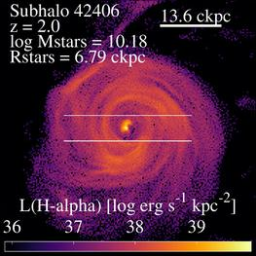 Subhalo 42406
13.6 ckpc
z = 2.0
log Mstars = 10.18
Rstars = 6.79 ckpc
L(H-alpha) [log erg s⁻¹ kpc⁻²]
36 37 38 39